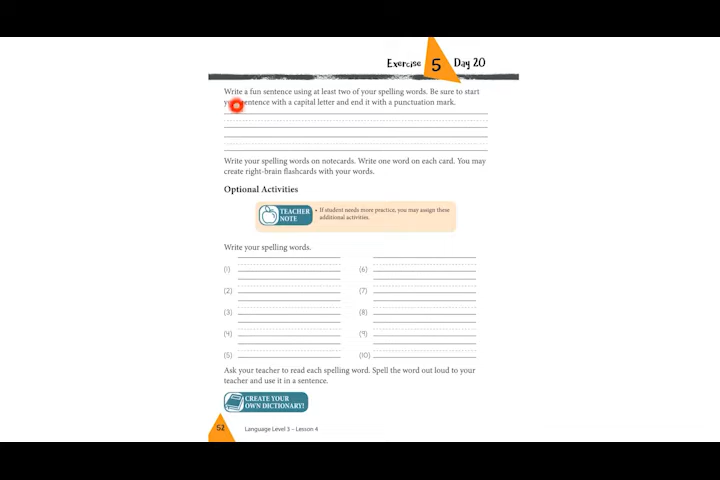 Exercise 5 Day 20
Write a fun sentence using at least two of your spelling words. Be sure to start
sentence with a capital letter and end it with a punctuation mark.
Write your spelling words on notecards. Write one word on each card. You may
create right-brain flashcards with your words.
Optional Activities
TEACHER
NOTE
• If student needs more practice, you may assign these
additional activities.
Write your spelling words.
(1)
(2)
(3)
(4)
(5)
(6)
(7)
(8)
(9)
(10)
Ask your teacher to read each spelling word. Spell the word out loud to your
teacher and use it in a sentence.
CREATE YOUR
OWN DICTIONARY!
52 Language Level 3 – Lesson 4